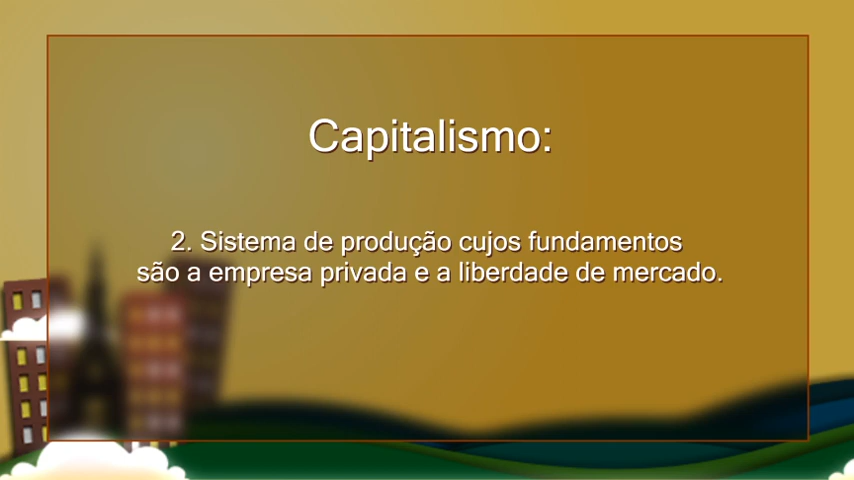 Capitalismo:
2. Sistema de produção cujos fundamentos
são a empresa privada e a liberdade de mercado.